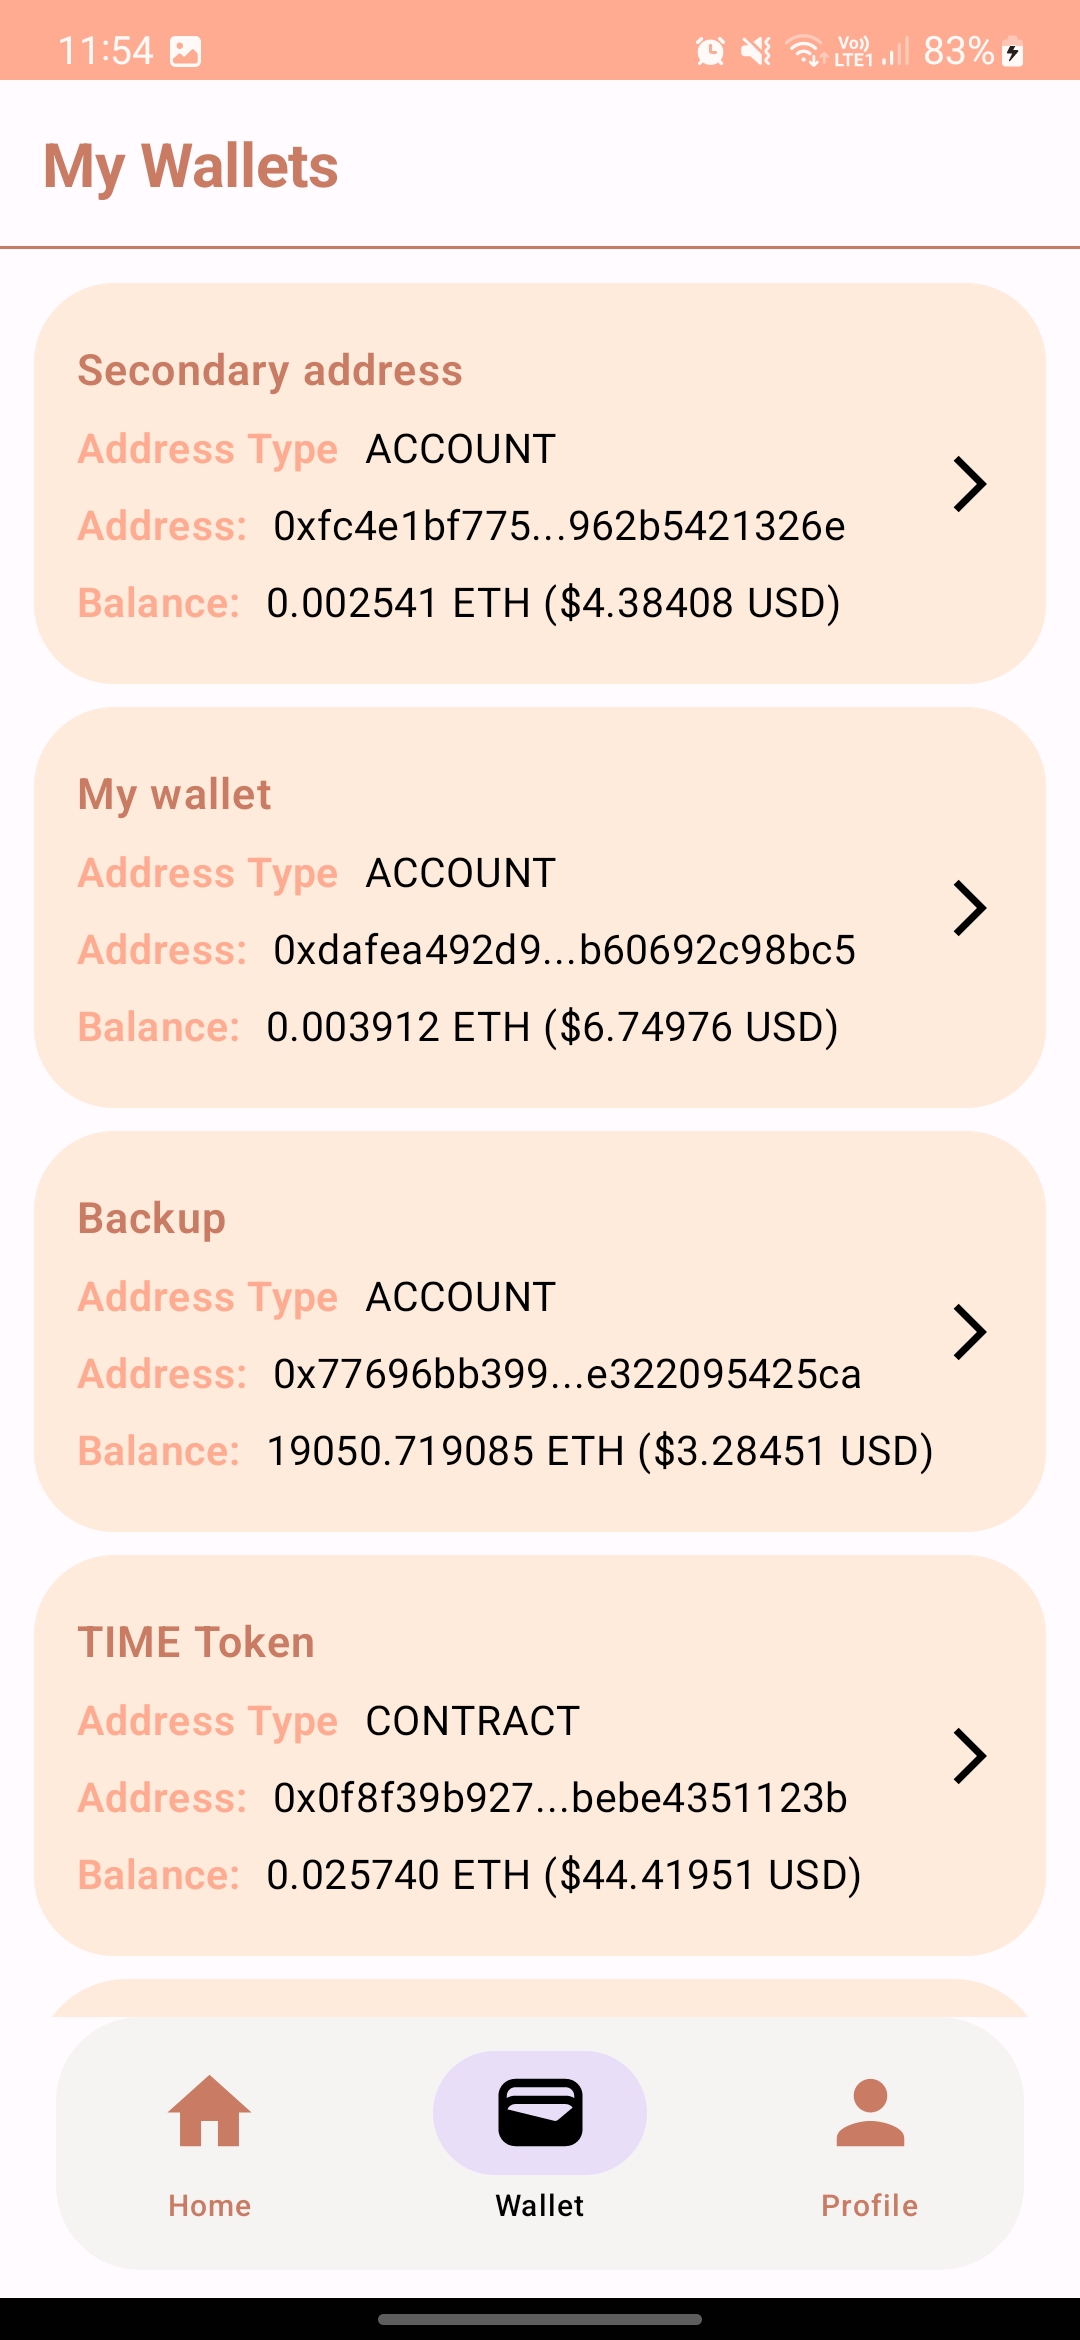 11:54 Vo)) LTE1 83%
My Wallets
Secondary address
Address Type ACCOUNT
Address: 0xfc4e1bf775...962b5421326e
Balance: 0.002541 ETH ($4.38408 USD)
My wallet
Address Type ACCOUNT
Address: 0xdafea492d9...b60692c98bc5
Balance: 0.003912 ETH ($6.74976 USD)
Backup
Address Type ACCOUNT
Address: 0x77696bb399...e322095425ca
Balance: 19050.719085 ETH ($3.28451 USD)
TIME Token
Address Type CONTRACT
Address: 0x0f8f39b927...bebe4351123b
Balance: 0.025740 ETH ($44.41951 USD)
Home Wallet Profile